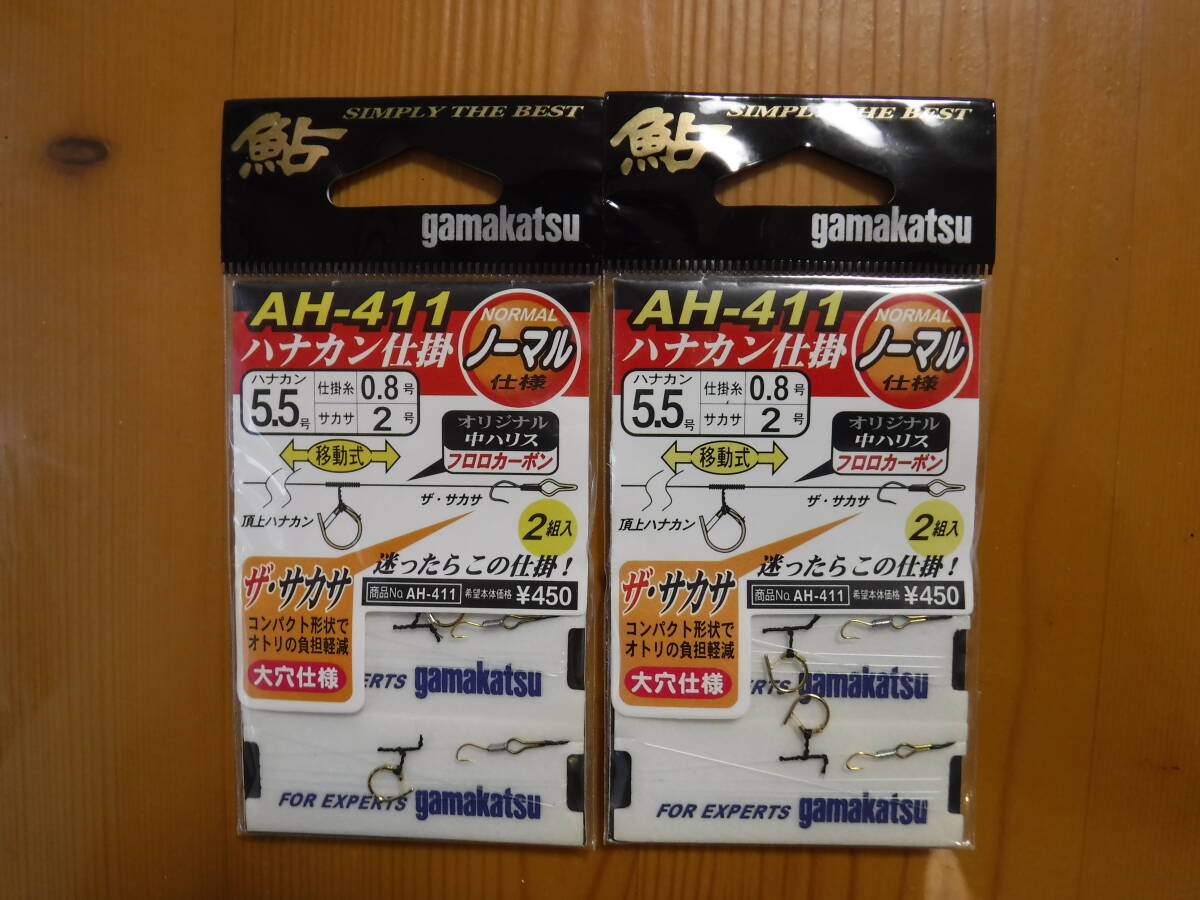 SIMPLY THE BEST
鮎
gamakatsu
AH-411
ハナカン仕掛
NORMAL
ノーマル
仕様
ハナカン
5.5号
仕掛糸 0.8号
サカサ 2号
オリジナル
中ハリス
フロロカーボン
移動式
ザ・サカサ
頂上ハナカン
2組入
迷ったらこの仕掛!
ザ・サカサ
商品No. AH-411 希望本体価格 ¥450
コンパクト形状で
オトリの負担軽減
大穴仕様
ERTS gamakatsu
FOR EXPERTS gamakatsu
SIMPLY THE BEST
鮎
gamakatsu
AH-411
ハナカン仕掛
NORMAL
ノーマル
仕様
ハナカン
5.5号
仕掛糸 0.8号
サカサ 2号
オリジナル
中ハリス
フロロカーボン
移動式
ザ・サカサ
頂上ハナカン
2組入
迷ったらこの仕掛!
ザ・サカサ
商品No. AH-411 希望本体価格 ¥450
コンパクト形状で
オトリの負担軽減
大穴仕様
ERTS gamakatsu
FOR EXPERTS gamakatsu